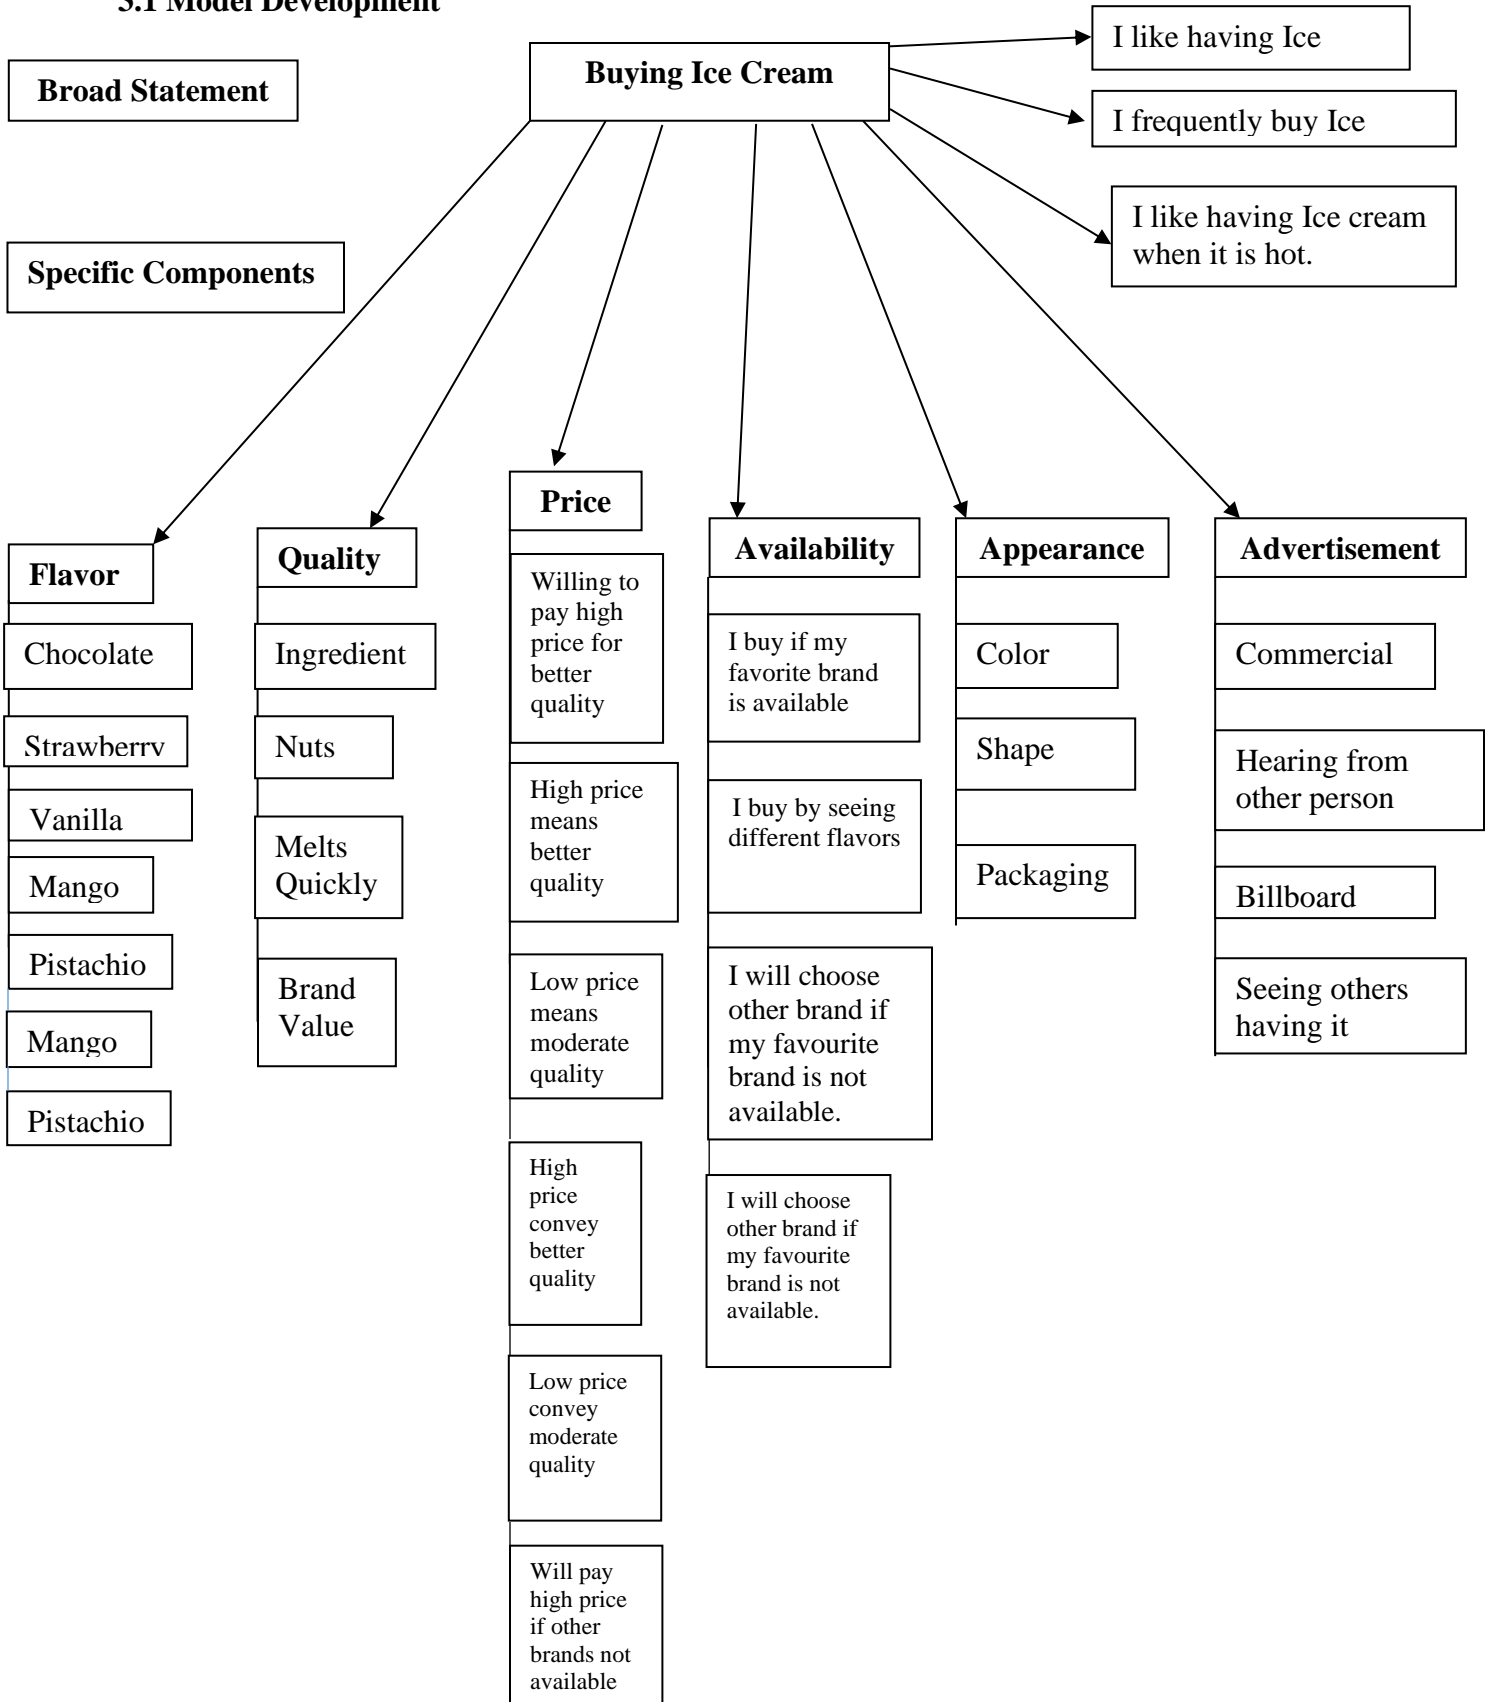 3.1 Model Development
Buying Ice Cream
I like having Ice
Broad Statement
I frequently buy Ice
I like having Ice cream
when it is hot.
Specific Components
Flavor
Chocolate
Strawberry
Vanilla
Mango
Pistachio
Mango
Pistachio
Quality
Ingredient
Nuts
Melts
Quickly
Brand
Value
Price
Willing to
pay high
price for
better
quality
High price
means
better
quality
Low price
means
moderate
quality
High
price
convey
better
quality
Low price
convey
moderate
quality
Will pay
high price
if other
brands not
available
Availability
I buy if my
favorite brand
is available
I buy by seeing
different flavors
I will choose
other brand if
my favourite
brand is not
available.
I will choose
other brand if
my favourite
brand is not
available.
Appearance
Color
Shape
Packaging
Advertisement
Commercial
Hearing from
other person
Billboard
Seeing others
having it